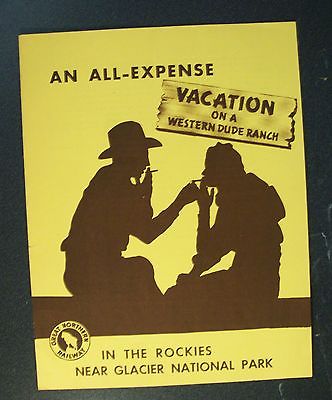 AN ALL-EXPENSE
VACATION
ON A
WESTERN DUDE RANCH
GREAT NORTHERN
RAILWAY
IN THE ROCKIES
NEAR GLACIER NATIONAL PARK